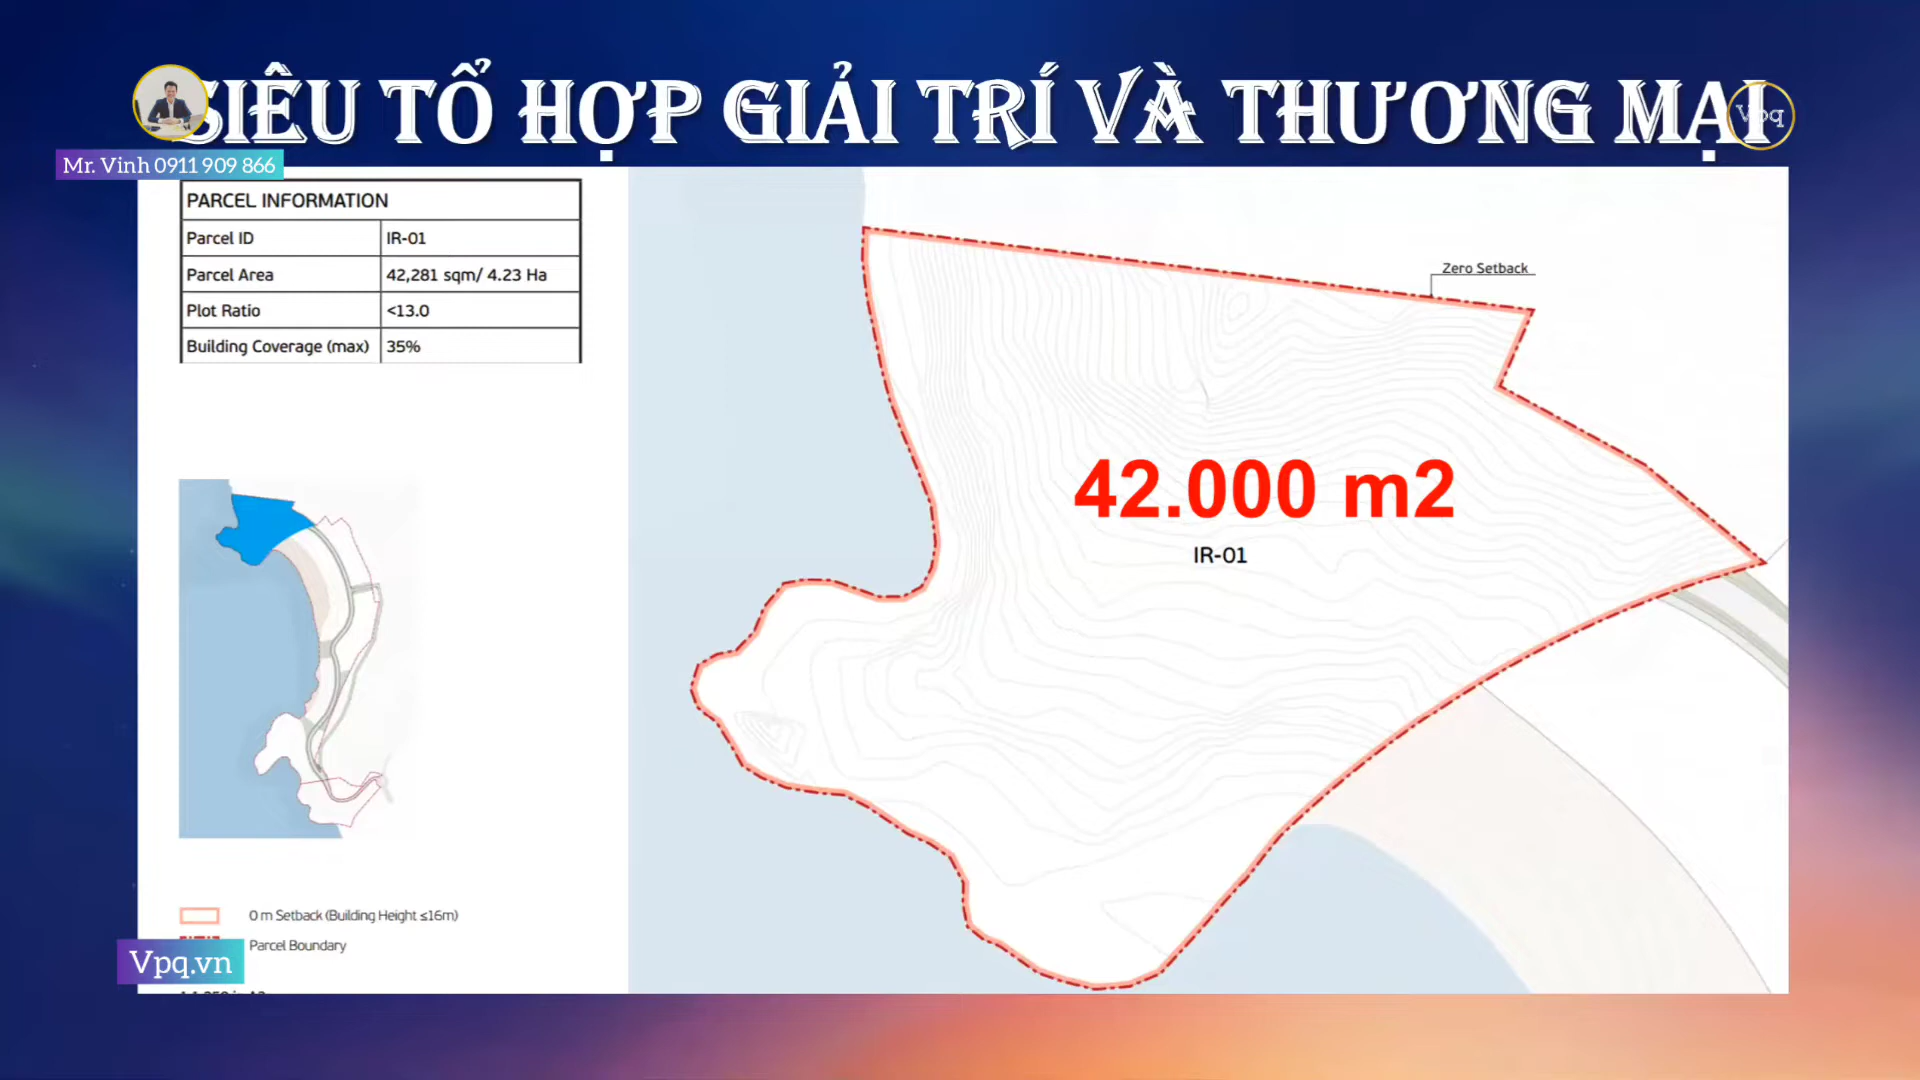 SIÊU TỔ HỢP GIẢI TRÍ VÀ THƯƠNG MẠI
Vpq
Mr. Vinh 0911 909 866
PARCEL INFORMATION
Parcel ID IR-01
Parcel Area 42,281 sqm/ 4.23 Ha
Plot Ratio <13.0
Building Coverage (max) 35%
Zero Setback
42.000 m2
IR-01
0 m Setback (Building Height ≤16m)
Parcel Boundary
Vpq.vn